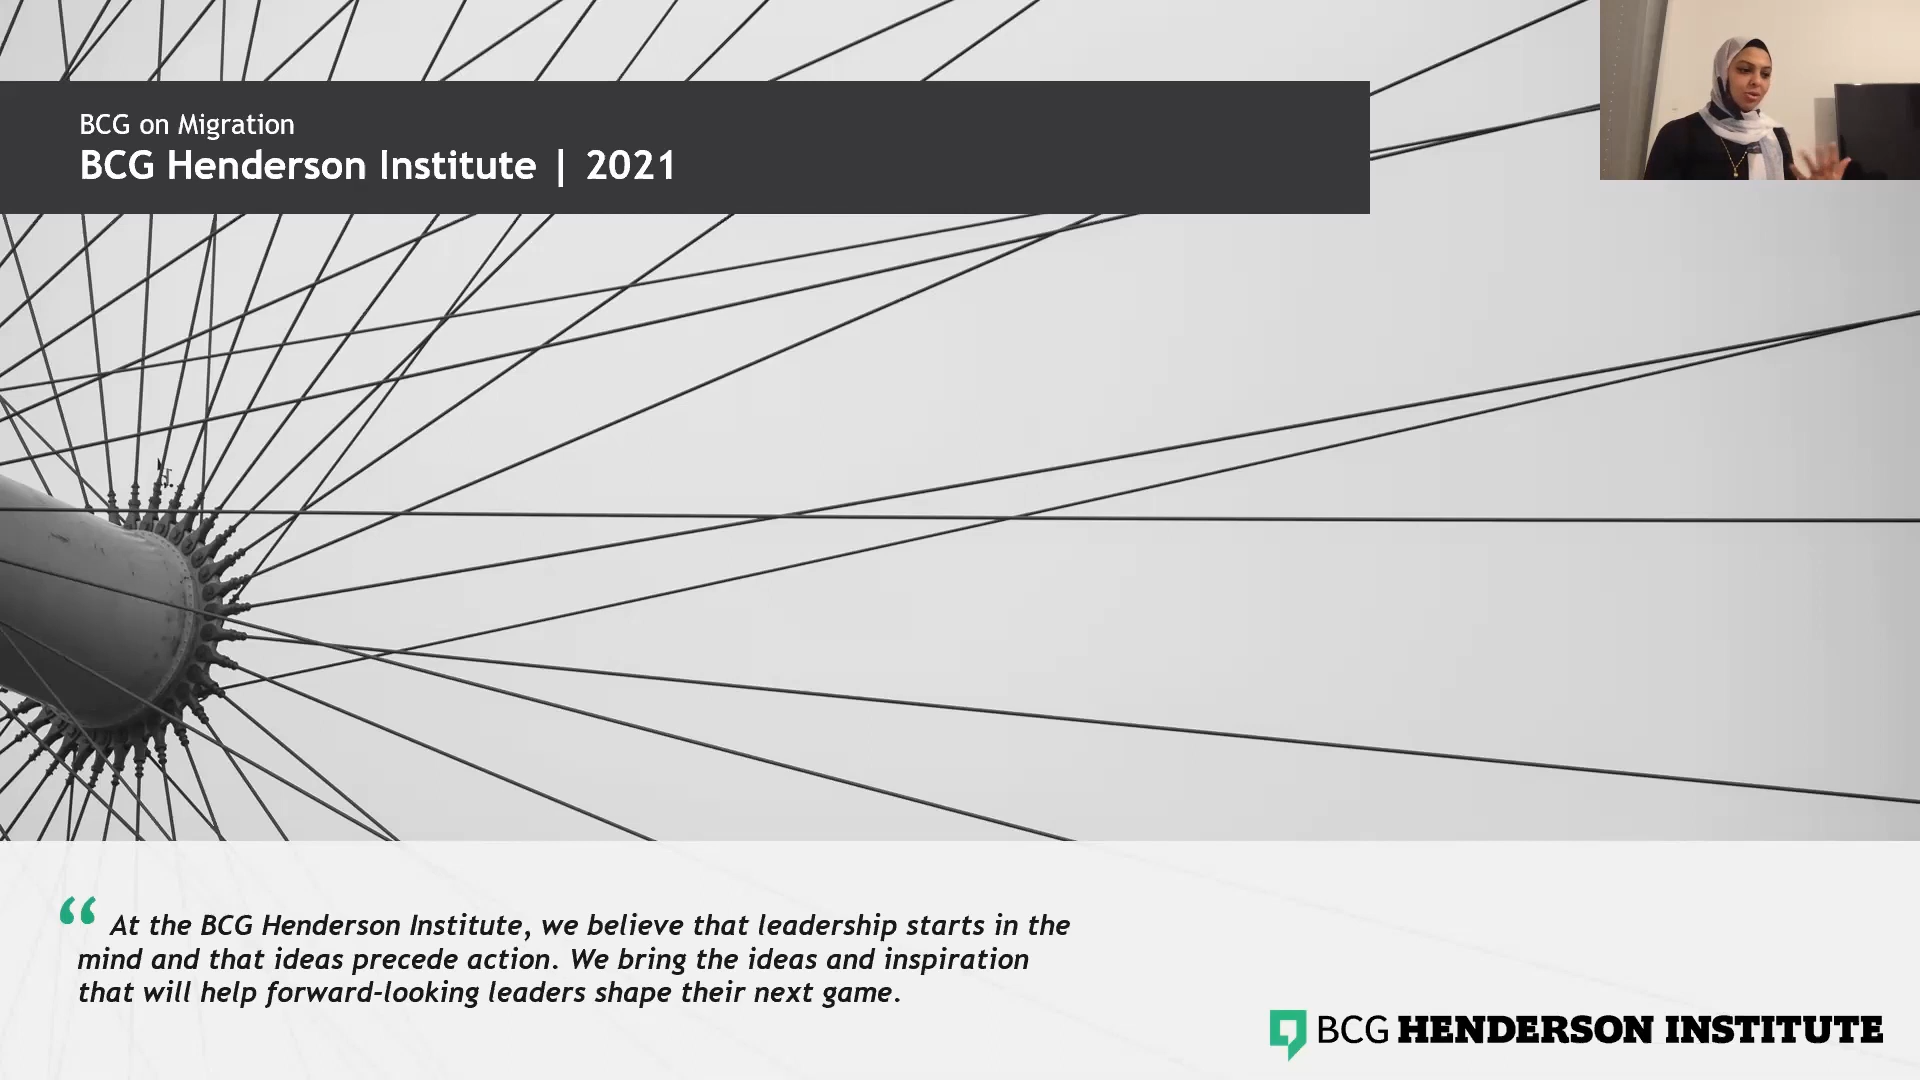 BCG on Migration
BCG Henderson Institute | 2021
“ At the BCG Henderson Institute, we believe that leadership starts in the
mind and that ideas precede action. We bring the ideas and inspiration
that will help forward-looking leaders shape their next game.
BCG HENDERSON INSTITUTE